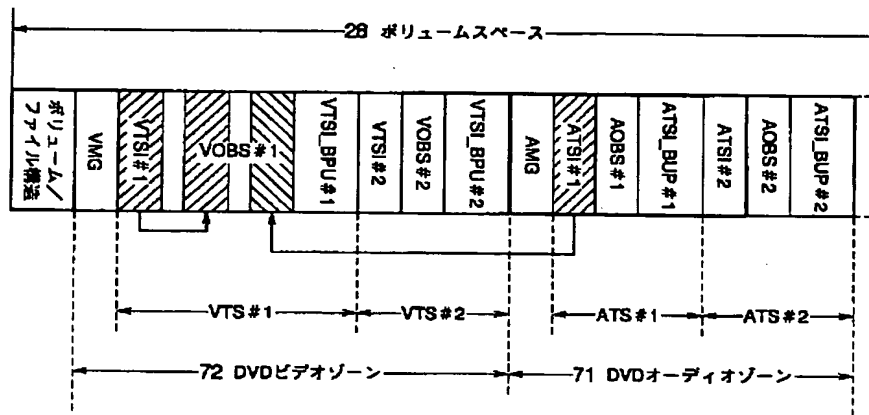 28 ボリュームスペース
ボリューム/
ファイル構造
VMG
VTSI#1
VOBS#1
VTSI_BPU#1
VTSI#2
VOBS#2
VTSI_BPU#2
AMG
ATSI#1
AOBS#1
ATSI_BUP#1
ATSI#2
AOBS#2
ATSI_BUP#2
VTS#1
VTS#2
ATS#1
ATS#2
72 DVDビデオゾーン
71 DVDオーディオゾーン